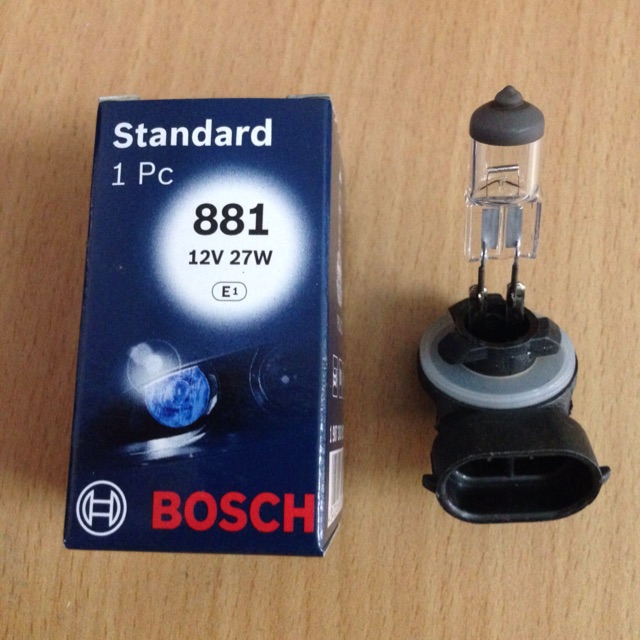 Standard
1 Pc
881
12V 27W
E1
BOSCH